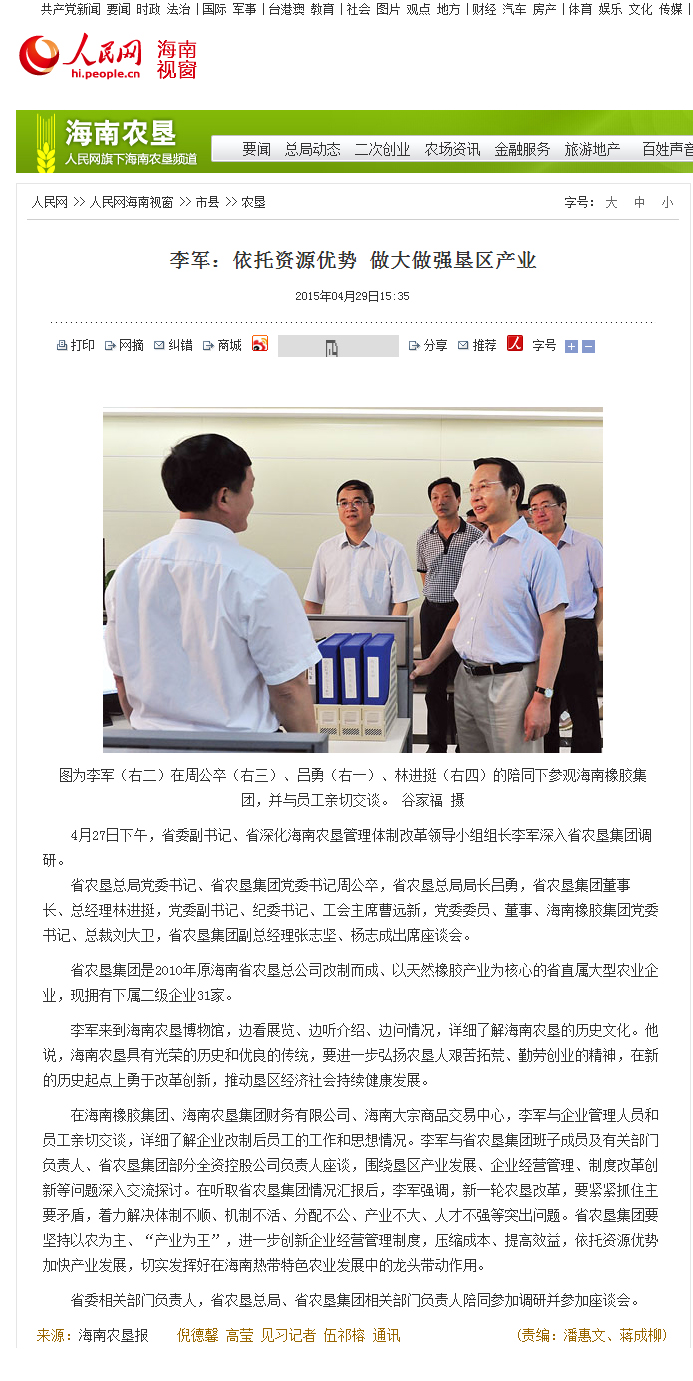 共产党新闻 要闻 时政 法治 | 国际 军事 | 台港澳 教育 | 社会 图片 观点 地方 | 财经 汽车 房产 | 体育 娱乐 文化 传媒 |
人民网 海南视窗
hi.people.cn
海南农垦
人民网旗下海南农垦频道
要闻 总局动态 二次创业 农场资讯 金融服务 旅游地产 百姓声音
人民网 >> 人民网海南视窗 >> 市县 >> 农垦 字号： 大 中 小
李军：依托资源优势 做大做强垦区产业
2015年04月29日15:35
打印 网摘 纠错 商城 分享 推荐 人 字号 + -
图为李军（右二）在周公卒（右三）、吕勇（右一）、林进挺（右四）的陪同下参观海南橡胶集
团，并与员工亲切交谈。 谷家福 摄
4月27日下午，省委副书记、省深化海南农垦管理体制改革领导小组组长李军深入省农垦集团调
研。
省农垦总局党委书记、省农垦集团党委书记周公卒，省农垦总局局长吕勇，省农垦集团董事
长、总经理林进挺，党委副书记、纪委书记、工会主席曹远新，党委委员、董事、海南橡胶集团党委
书记、总裁刘大卫，省农垦集团副总经理张志坚、杨志成出席座谈会。
省农垦集团是2010年原海南省农垦总公司改制而成、以天然橡胶产业为核心的省直属大型农业企
业，现拥有下属二级企业31家。
李军来到海南农垦博物馆，边看展览、边听介绍、边问情况，详细了解海南农垦的历史文化。他
说，海南农垦具有光荣的历史和优良的传统，要进一步弘扬农垦人艰苦拓荒、勤劳创业的精神，在新
的历史起点上勇于改革创新，推动垦区经济社会持续健康发展。
在海南橡胶集团、海南农垦集团财务有限公司、海南大宗商品交易中心，李军与企业管理人员和
员工亲切交谈，详细了解企业改制后员工的工作和思想情况。李军与省农垦集团班子成员及有关部门
负责人、省农垦集团部分全资控股公司负责人座谈，围绕垦区产业发展、企业经营管理、制度改革创
新等问题深入交流探讨。在听取省农垦集团情况汇报后，李军强调，新一轮农垦改革，要紧紧抓住主
要矛盾，着力解决体制不顺、机制不活、分配不公、产业不大、人才不强等突出问题。省农垦集团要
坚持以农为主、“产业为王”，进一步创新企业经营管理制度，压缩成本、提高效益，依托资源优势
加快产业发展，切实发挥好在海南热带特色农业发展中的龙头带动作用。
省委相关部门负责人，省农垦总局、省农垦集团相关部门负责人陪同参加调研并参加座谈会。
来源：海南农垦报 倪德馨 高莹 见习记者 伍祁榕 通讯 (责编：潘惠文、蒋成柳)